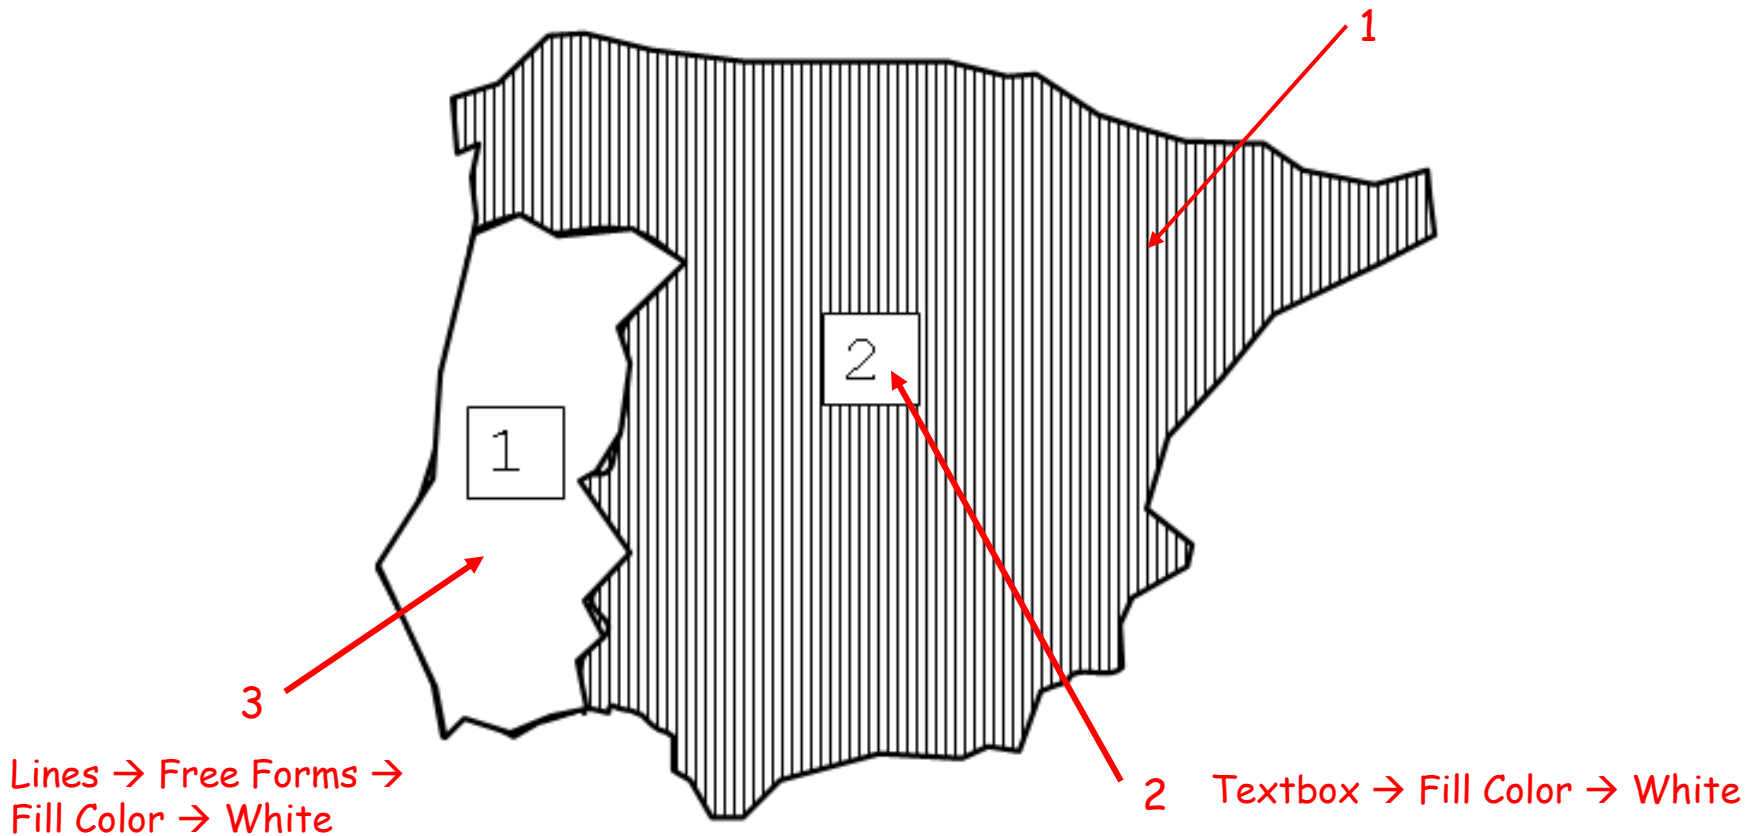 1
2
1
3
Lines → Free Forms →
Fill Color → White
2 Textbox → Fill Color → White